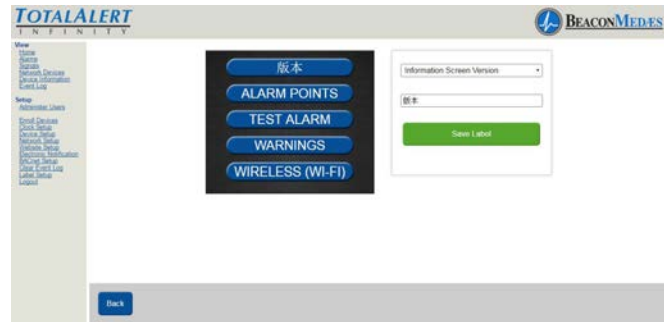 TOTALALERT
INFINITY
BEACONMEDÆS
View
Home
Alarms
Signals
Network Devices
Device Information
Event Log
Setup
Administer Users
Enroll Devices
Clock Setup
Device Setup
Network Setup
Website Setup
Electronic Notification
BACnet Setup
Clear Event Log
Label Setup
Logout
版本
ALARM POINTS
TEST ALARM
WARNINGS
WIRELESS (WI-FI)
Information Screen Version
版本
Save Label
Back